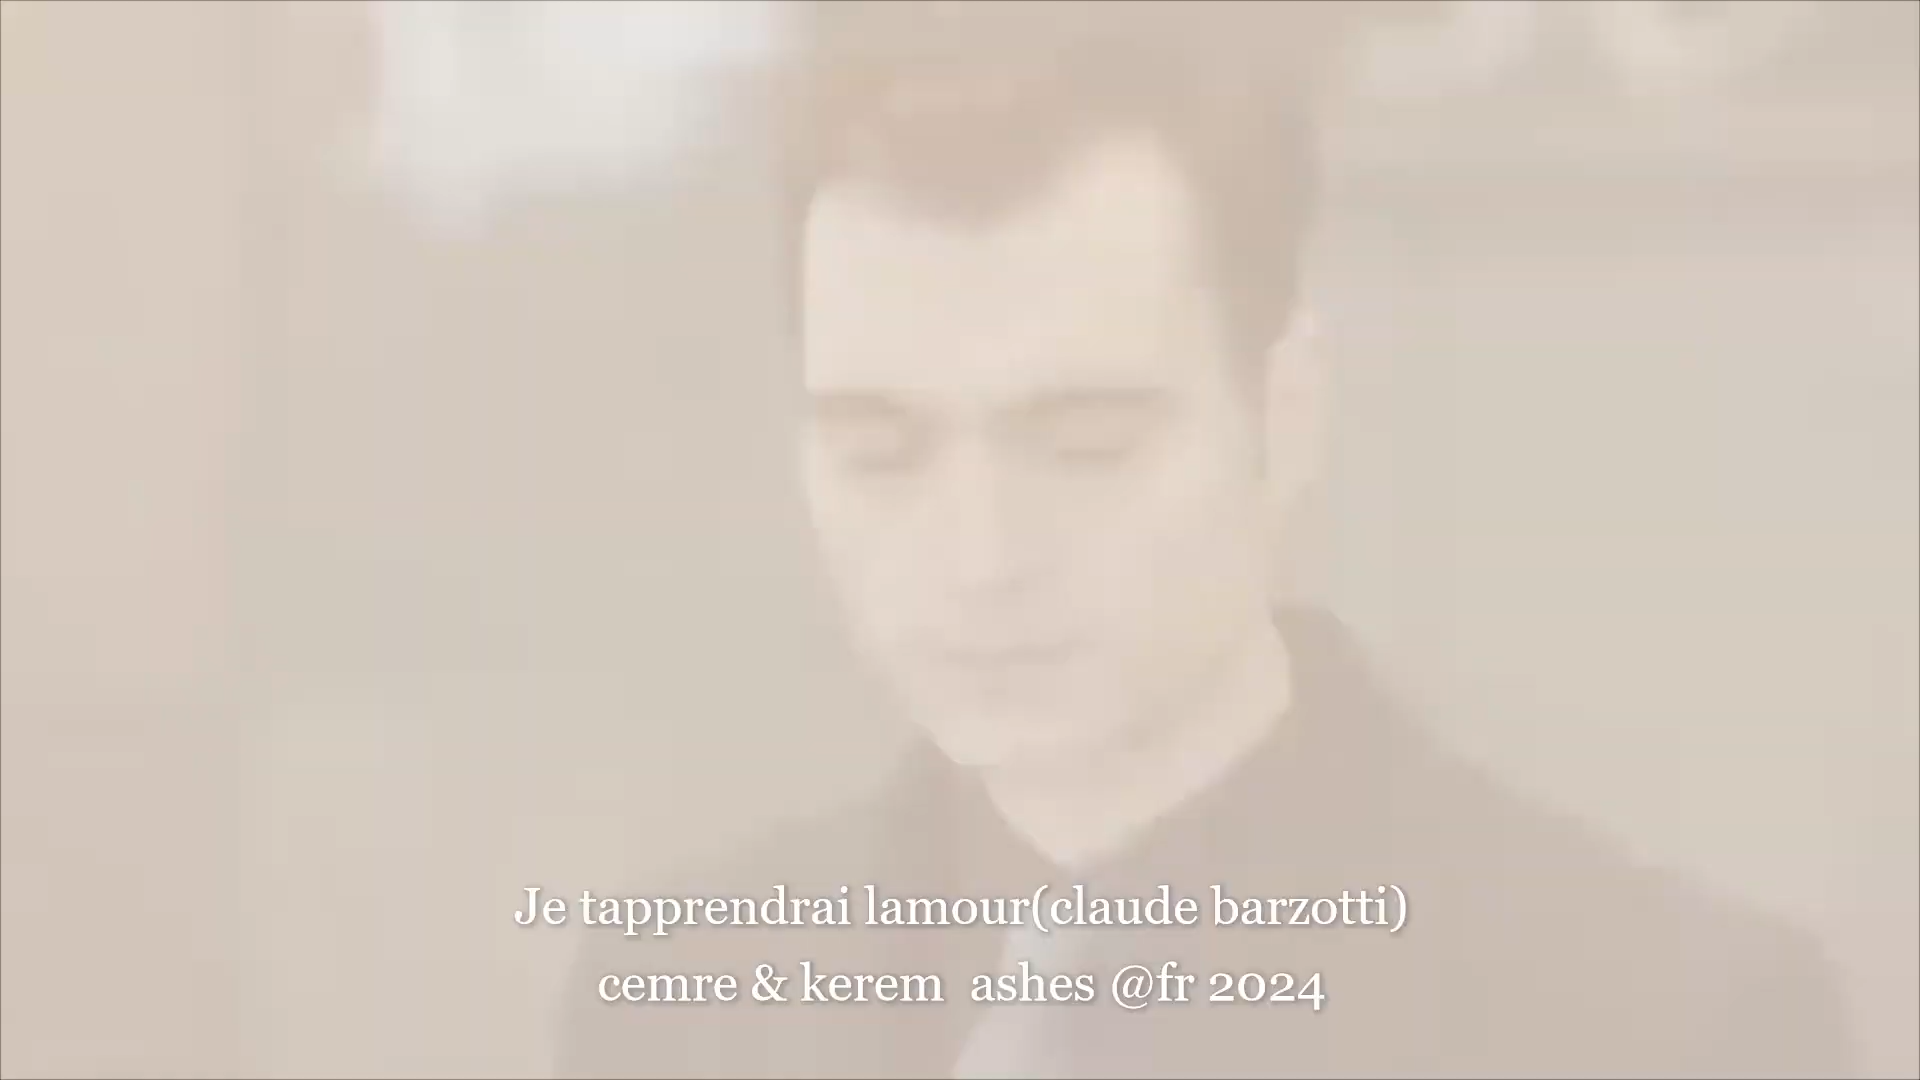 Je tapprendrai lamour(claude barzotti)
cemre & kerem  ashes @fr 2024